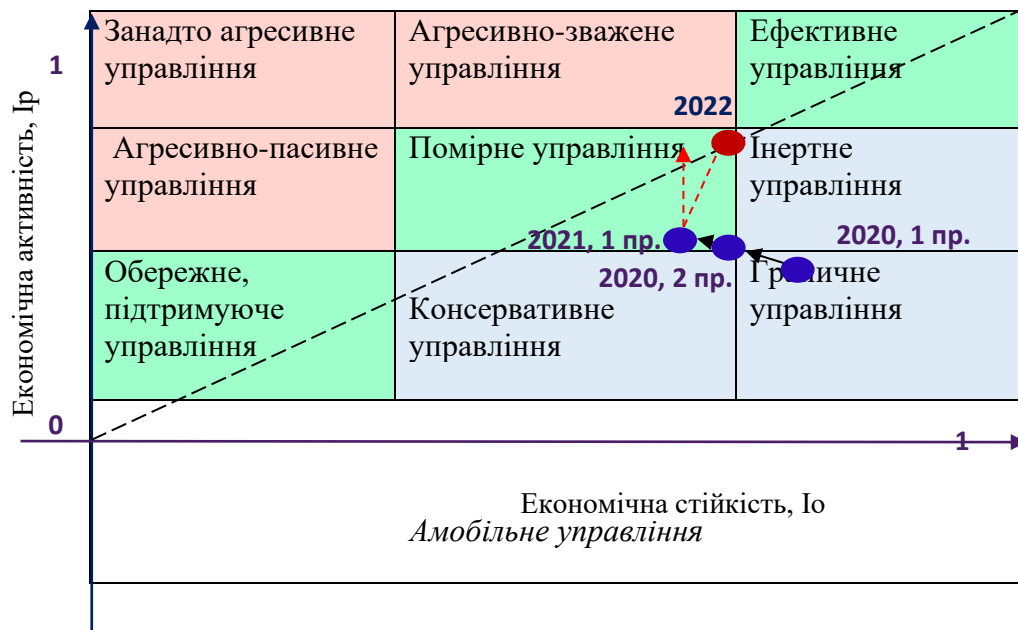 Економічна активність, Ір
1
Занадто агресивне
управління
Агресивно-зважене
управління
Ефективне
управління
2022
Агресивно-пасивне
управління
Помірне управління
Інертне
управління
2021, 1 пр.
2020, 1 пр.
2020, 2 пр.
Обережне,
підтримуюче
управління
Консервативне
управління
Граничне
управління
0
1
Економічна стійкість, Іо
Амобільне управління